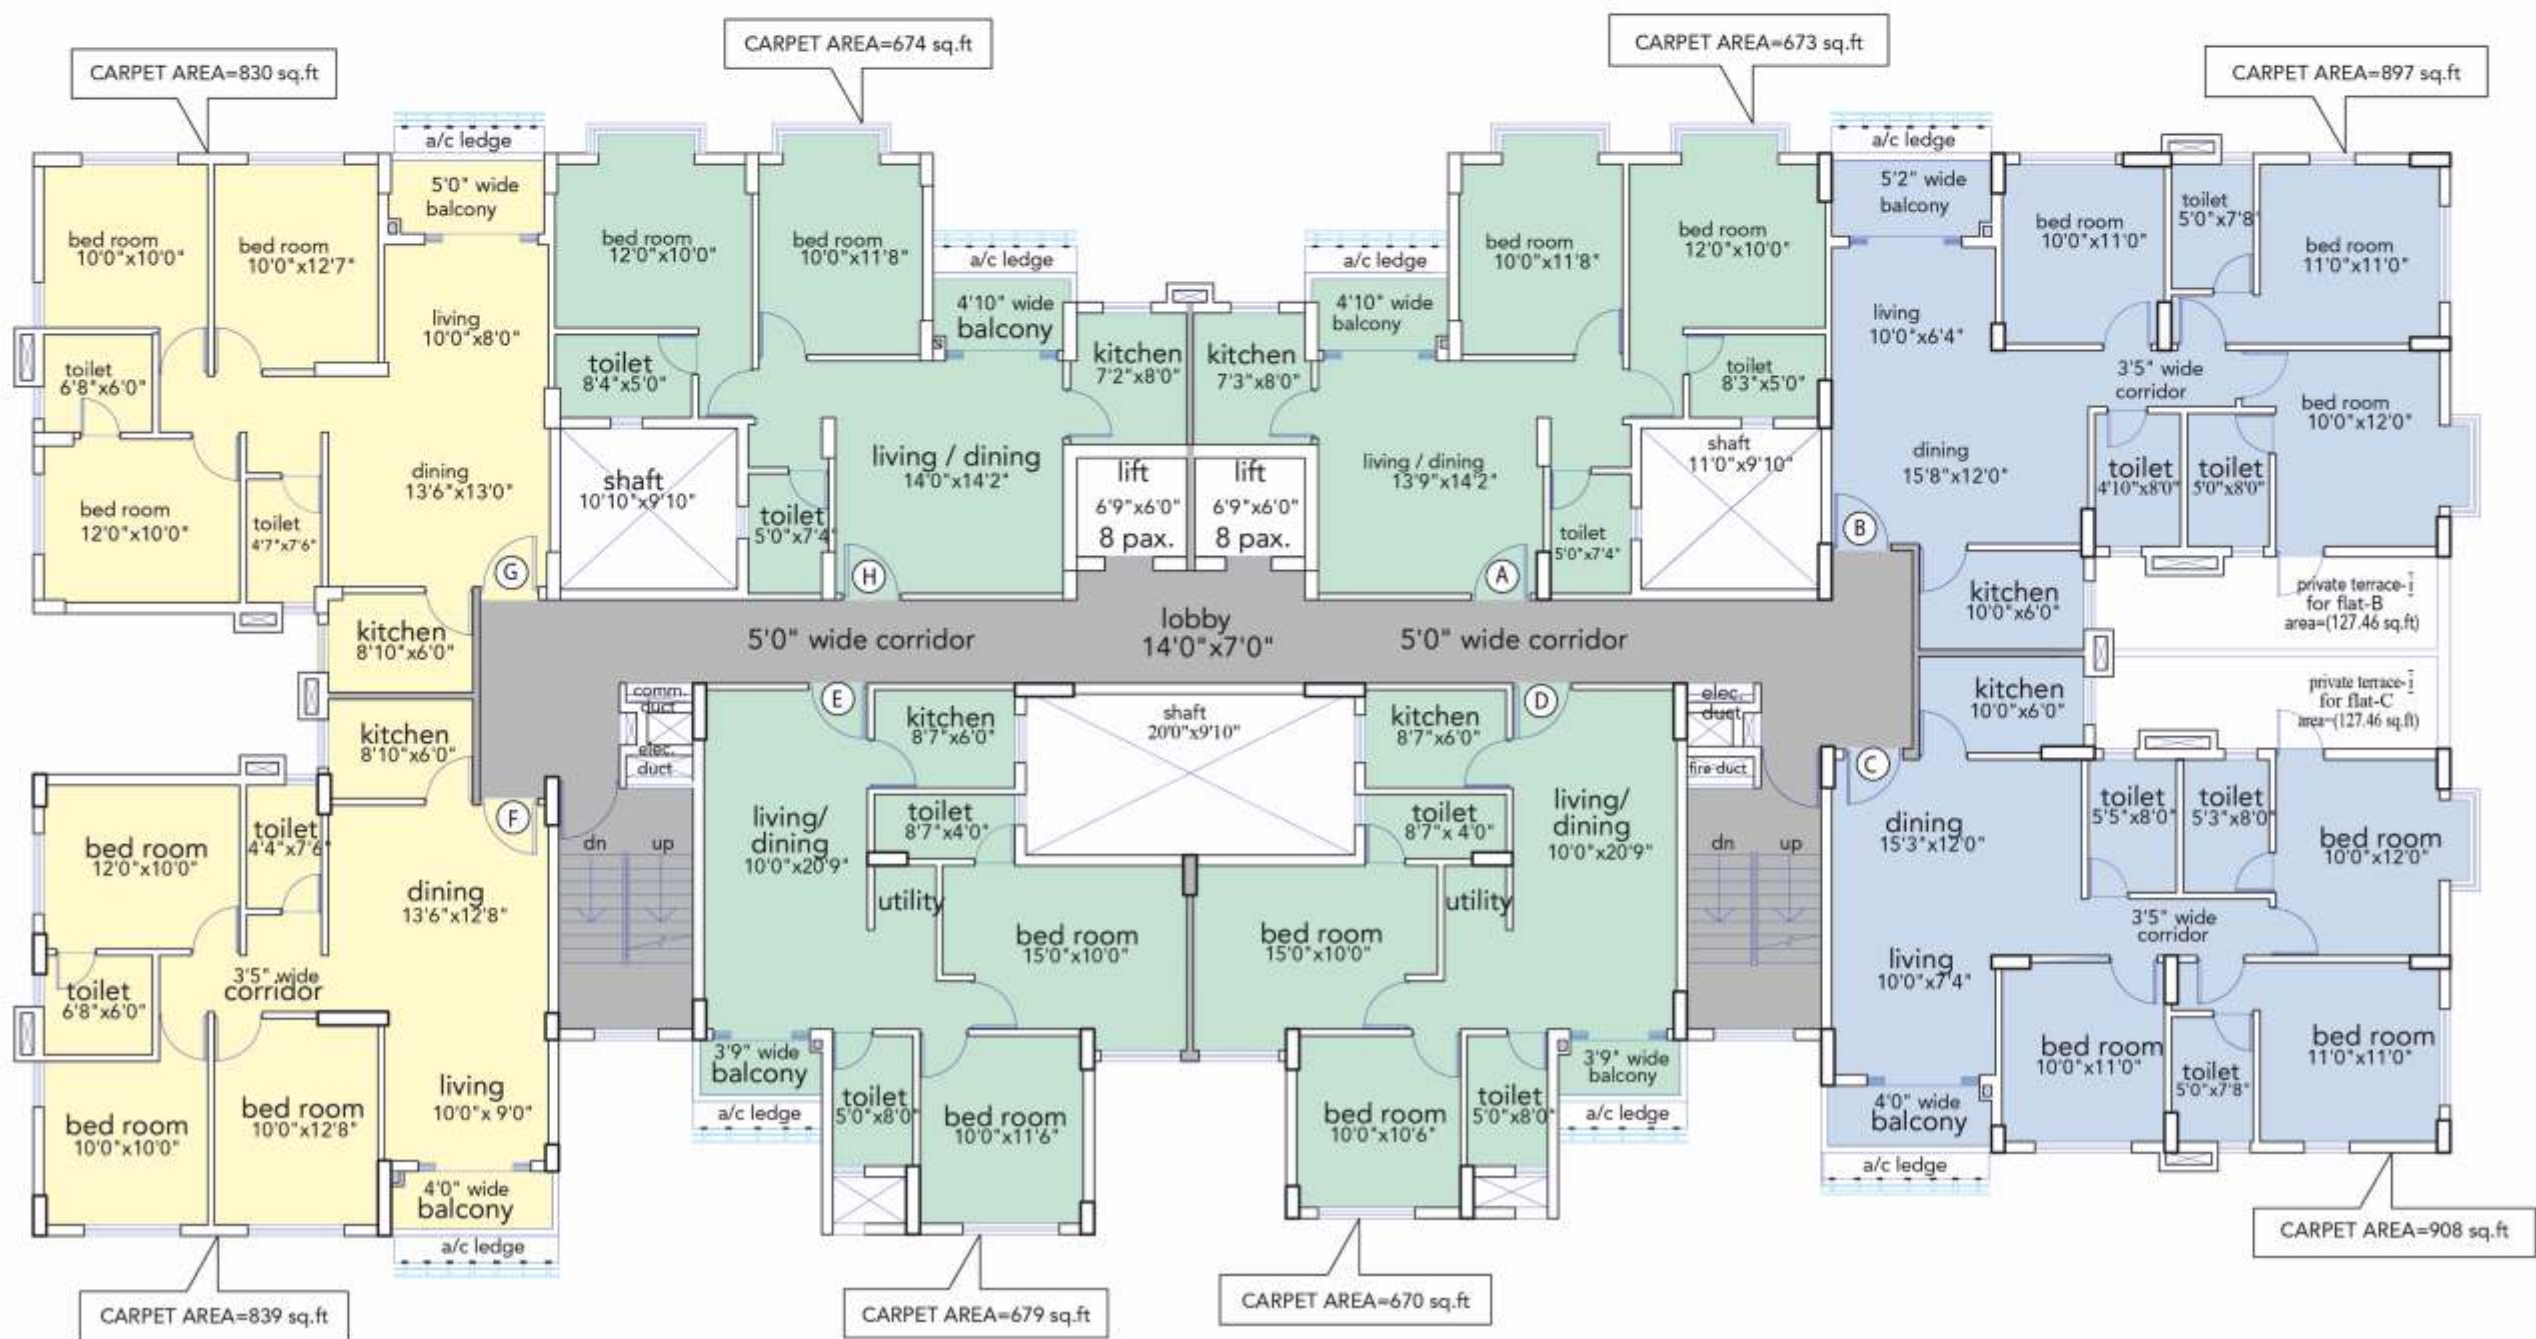 CARPET AREA=830 sq.ft
CARPET AREA=674 sq.ft
CARPET AREA=673 sq.ft
CARPET AREA=897 sq.ft
a/c ledge
5'0" wide
balcony
bed room
10'0"x10'0"
bed room
10'0"x12'7"
living
10'0"x8'0"
toilet
6'8"x6'0"
dining
13'6"x13'0"
bed room
12'0"x10'0"
toilet
4'7"x7'6"
G
kitchen
8'10"x6'0"
bed room
12'0"x10'0"
bed room
10'0"x11'8"
a/c ledge
4'10" wide
balcony
toilet
8'4"x5'0"
kitchen
7'2"x8'0"
shaft
10'10"x9'10"
living / dining
14'0"x14'2"
toilet
5'0"x7'4"
H
lift
6'9"x6'0"
8 pax.
lift
6'9"x6'0"
8 pax.
a/c ledge
4'10" wide
balcony
kitchen
7'3"x8'0"
bed room
10'0"x11'8"
bed room
12'0"x10'0"
toilet
8'3"x5'0"
living / dining
13'9"x14'2"
shaft
11'0"x9'10"
toilet
5'0"x7'4"
A
a/c ledge
5'2" wide
balcony
bed room
10'0"x11'0"
toilet
5'0"x7'8"
bed room
11'0"x11'0"
living
10'0"x6'4"
3'5" wide
corridor
bed room
10'0"x12'0"
dining
15'8"x12'0"
toilet
4'10"x8'0"
toilet
5'0"x8'0"
B
kitchen
10'0"x6'0"
private terrace-1
for flat-B
area=(127.46 sq.ft)
5'0" wide corridor
lobby
14'0"x7'0"
5'0" wide corridor
kitchen
8'10"x6'0"
bed room
12'0"x10'0"
toilet
4'4"x7'6"
F
dining
13'6"x12'8"
toilet
6'8"x6'0"
3'5" wide
corridor
bed room
10'0"x10'0"
bed room
10'0"x12'8"
living
10'0"x 9'0"
4'0" wide
balcony
a/c ledge
comm.
duct
elec.
duct
dn
up
E
kitchen
8'7"x6'0"
living/
dining
10'0"x20'9"
toilet
8'7"x4'0"
utility
bed room
15'0"x10'0"
3'9" wide
balcony
a/c ledge
toilet
5'0"x8'0"
bed room
10'0"x11'6"
shaft
20'0"x9'10"
kitchen
8'7"x6'0"
D
toilet
8'7"x 4'0"
living/
dining
10'0"x20'9"
utility
bed room
15'0"x10'0"
bed room
10'0"x10'6"
toilet
5'0"x8'0"
3'9" wide
balcony
a/c ledge
elec.
duct
fire duct
dn
up
kitchen
10'0"x6'0"
private terrace-1
for flat-C
area=(127.46 sq.ft)
C
dining
15'3"x12'0"
toilet
5'5"x8'0"
toilet
5'3"x8'0"
bed room
10'0"x12'0"
3'5" wide
corridor
living
10'0"x7'4"
bed room
10'0"x11'0"
toilet
5'0"x7'8"
bed room
11'0"x11'0"
4'0" wide
balcony
a/c ledge
CARPET AREA=839 sq.ft
CARPET AREA=679 sq.ft
CARPET AREA=670 sq.ft
CARPET AREA=908 sq.ft